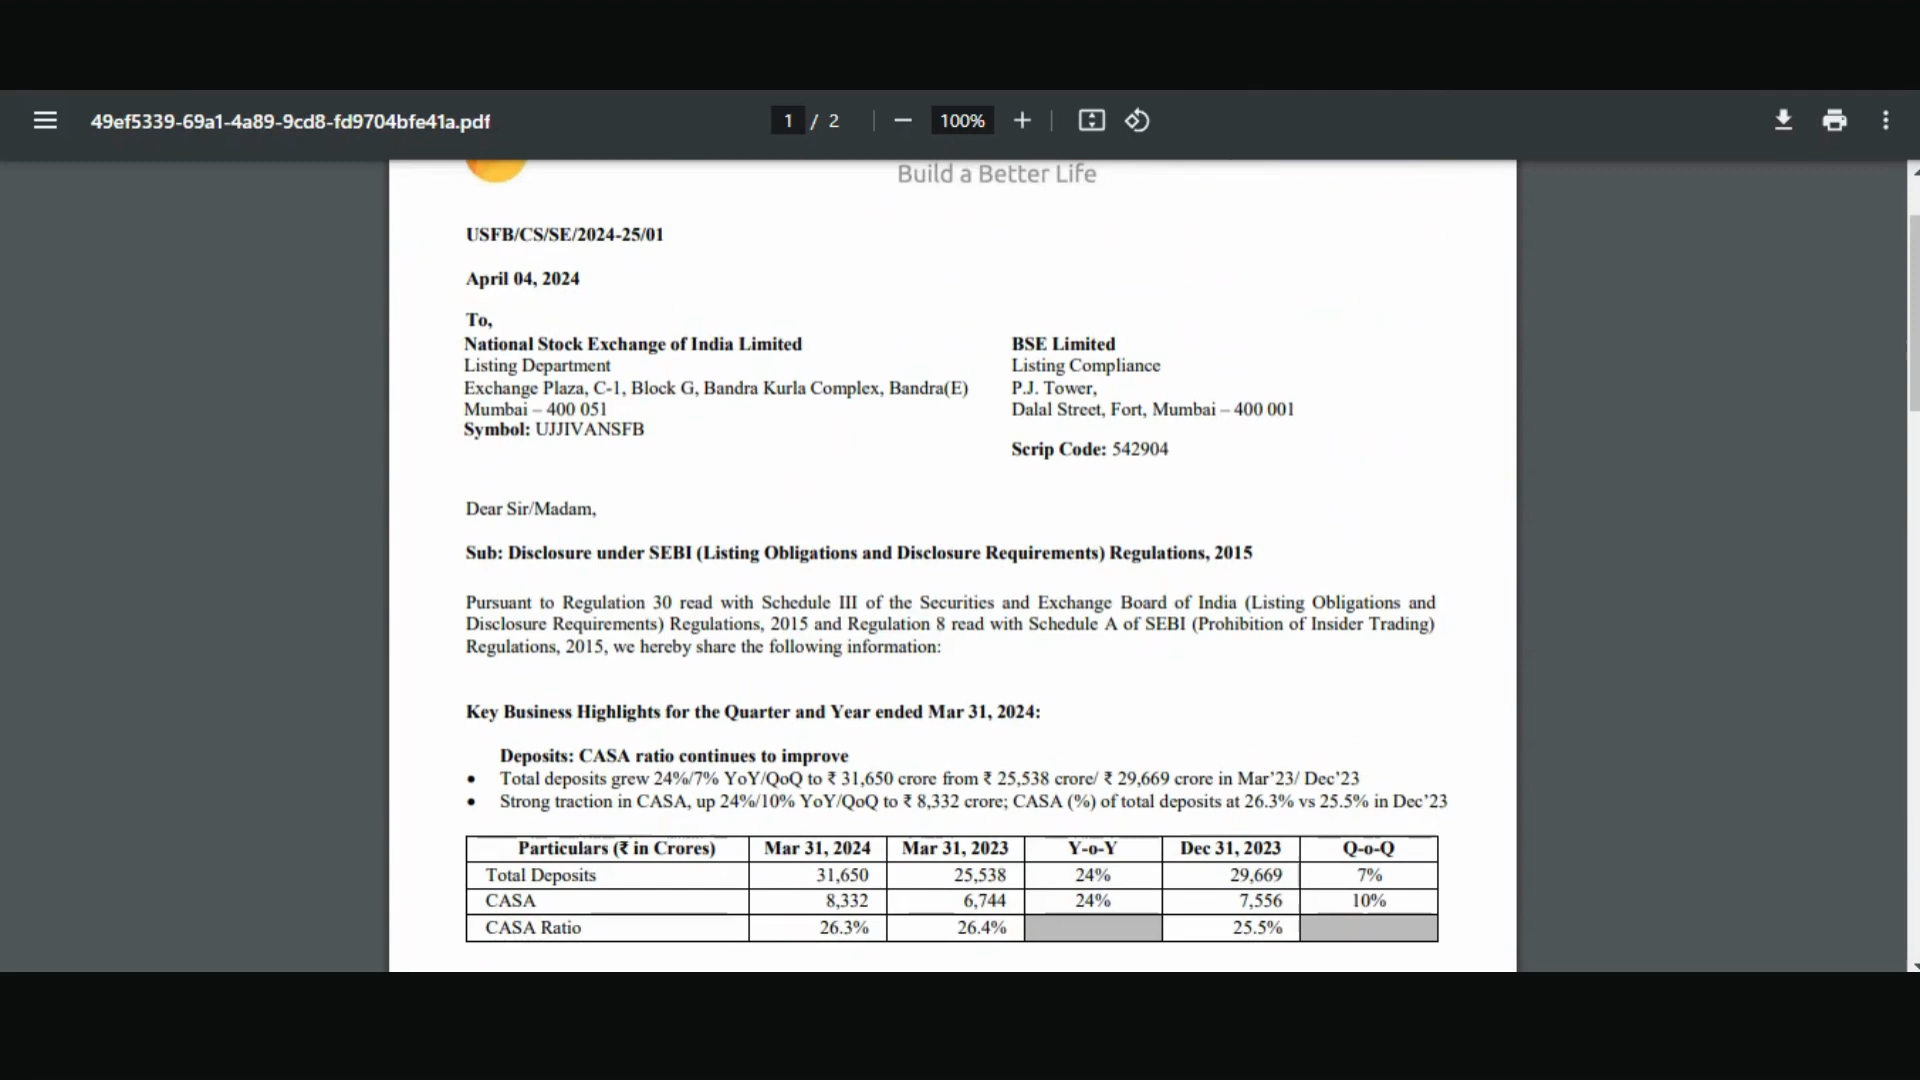 49ef5339-69a1-4a89-9cd8-fd9704bfe41a.pdf
1 / 2
100%
Build a Better Life
USFB/CS/SE/2024-25/01
April 04, 2024
To,
National Stock Exchange of India Limited
Listing Department
Exchange Plaza, C-1, Block G, Bandra Kurla Complex, Bandra(E)
Mumbai – 400 051
Symbol: UJJIVANSFB
BSE Limited
Listing Compliance
P.J. Tower,
Dalal Street, Fort, Mumbai – 400 001
Scrip Code: 542904
Dear Sir/Madam,
Sub: Disclosure under SEBI (Listing Obligations and Disclosure Requirements) Regulations, 2015
Pursuant to Regulation 30 read with Schedule III of the Securities and Exchange Board of India (Listing Obligations and
Disclosure Requirements) Regulations, 2015 and Regulation 8 read with Schedule A of SEBI (Prohibition of Insider Trading)
Regulations, 2015, we hereby share the following information:
Key Business Highlights for the Quarter and Year ended Mar 31, 2024:
Deposits: CASA ratio continues to improve
• Total deposits grew 24%/7% YoY/QoQ to ₹ 31,650 crore from ₹ 25,538 crore/ ₹ 29,669 crore in Mar’23/ Dec’23
• Strong traction in CASA, up 24%/10% YoY/QoQ to ₹ 8,332 crore; CASA (%) of total deposits at 26.3% vs 25.5% in Dec’23
Particulars (₹ in Crores) Mar 31, 2024 Mar 31, 2023 Y-o-Y Dec 31, 2023 Q-o-Q
Total Deposits 31,650 25,538 24% 29,669 7%
CASA 8,332 6,744 24% 7,556 10%
CASA Ratio 26.3% 26.4% 25.5%